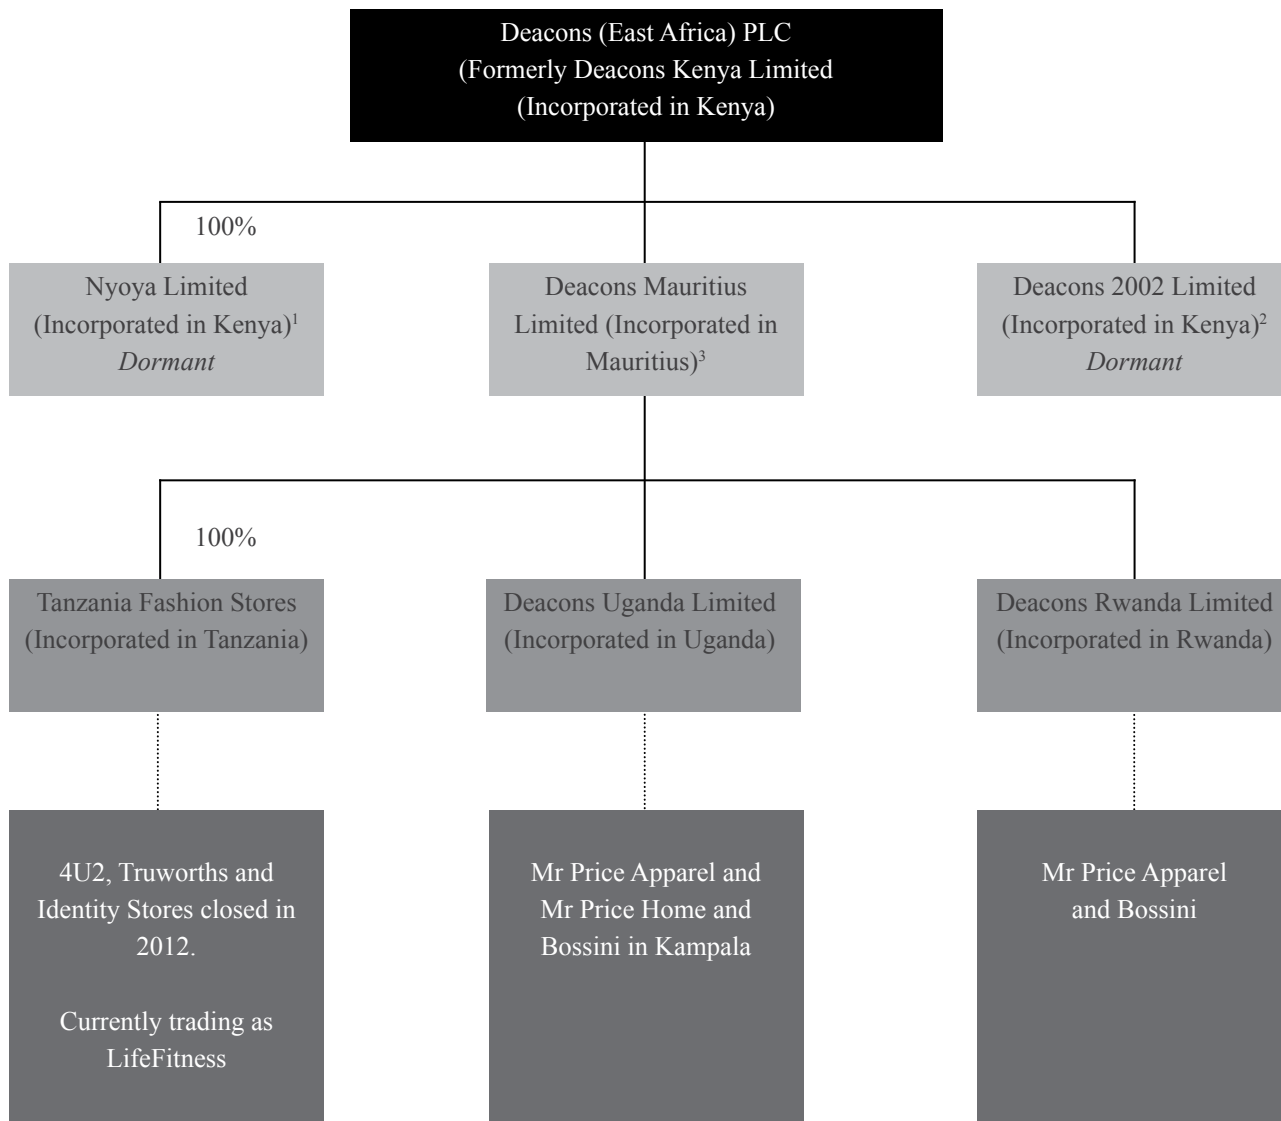 Deacons (East Africa) PLC
(Formerly Deacons Kenya Limited
(Incorporated in Kenya)
100%
Nyoya Limited
(Incorporated in Kenya)1
Dormant
Deacons Mauritius
Limited (Incorporated in
Mauritius)3
Deacons 2002 Limited
(Incorporated in Kenya)2
Dormant
100%
Tanzania Fashion Stores
(Incorporated in Tanzania)
Deacons Uganda Limited
(Incorporated in Uganda)
Deacons Rwanda Limited
(Incorporated in Rwanda)
4U2, Truworths and
Identity Stores closed in
2012.
Currently trading as
LifeFitness
Mr Price Apparel and
Mr Price Home and
Bossini in Kampala
Mr Price Apparel
and Bossini